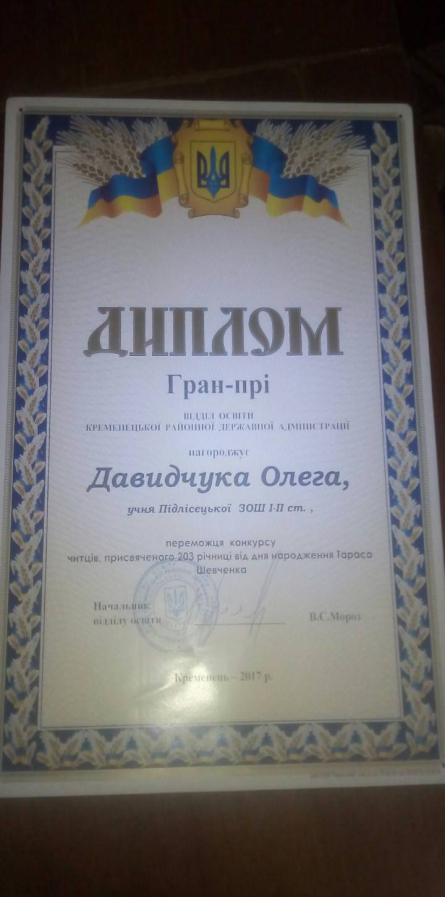 ДИПЛОМ
Гран-прі
ВІДДІЛ ОСВІТИ
КРЕМЕНЕЦЬКОЇ РАЙОННОЇ ДЕРЖАВНОЇ АДМІНІСТРАЦІЇ
нагороджує
Давидчука Олега,
учня Підлісецької ЗОШ І-ІІ ст. ,
переможця конкурсу
читців, присвяченого 203 річниці від дня народження Тараса
Шевченка
Начальник
відділу освіти В.С.Мороз
Кременець – 2017 р.